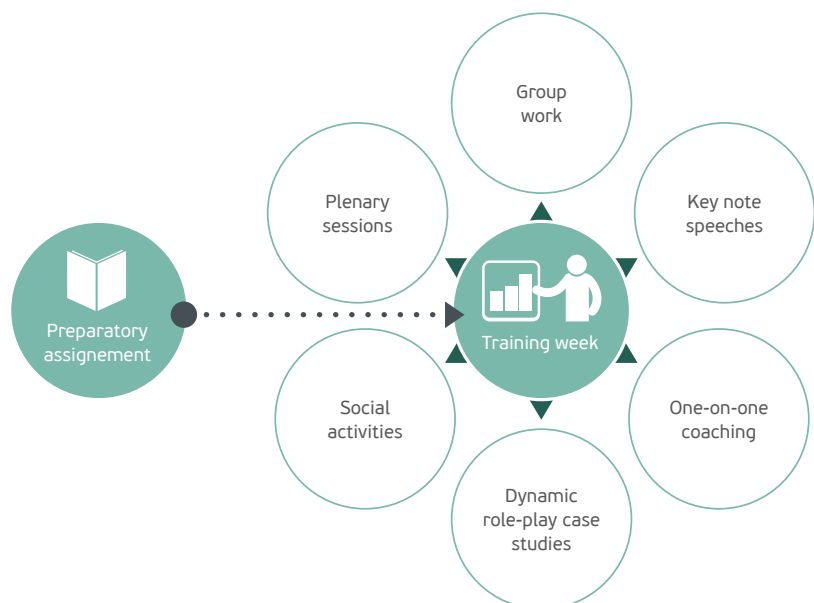 Group
work
Plenary
sessions
Key note
speeches
Preparatory
assignement
Training week
Social
activities
One-on-one
coaching
Dynamic
role-play case
studies